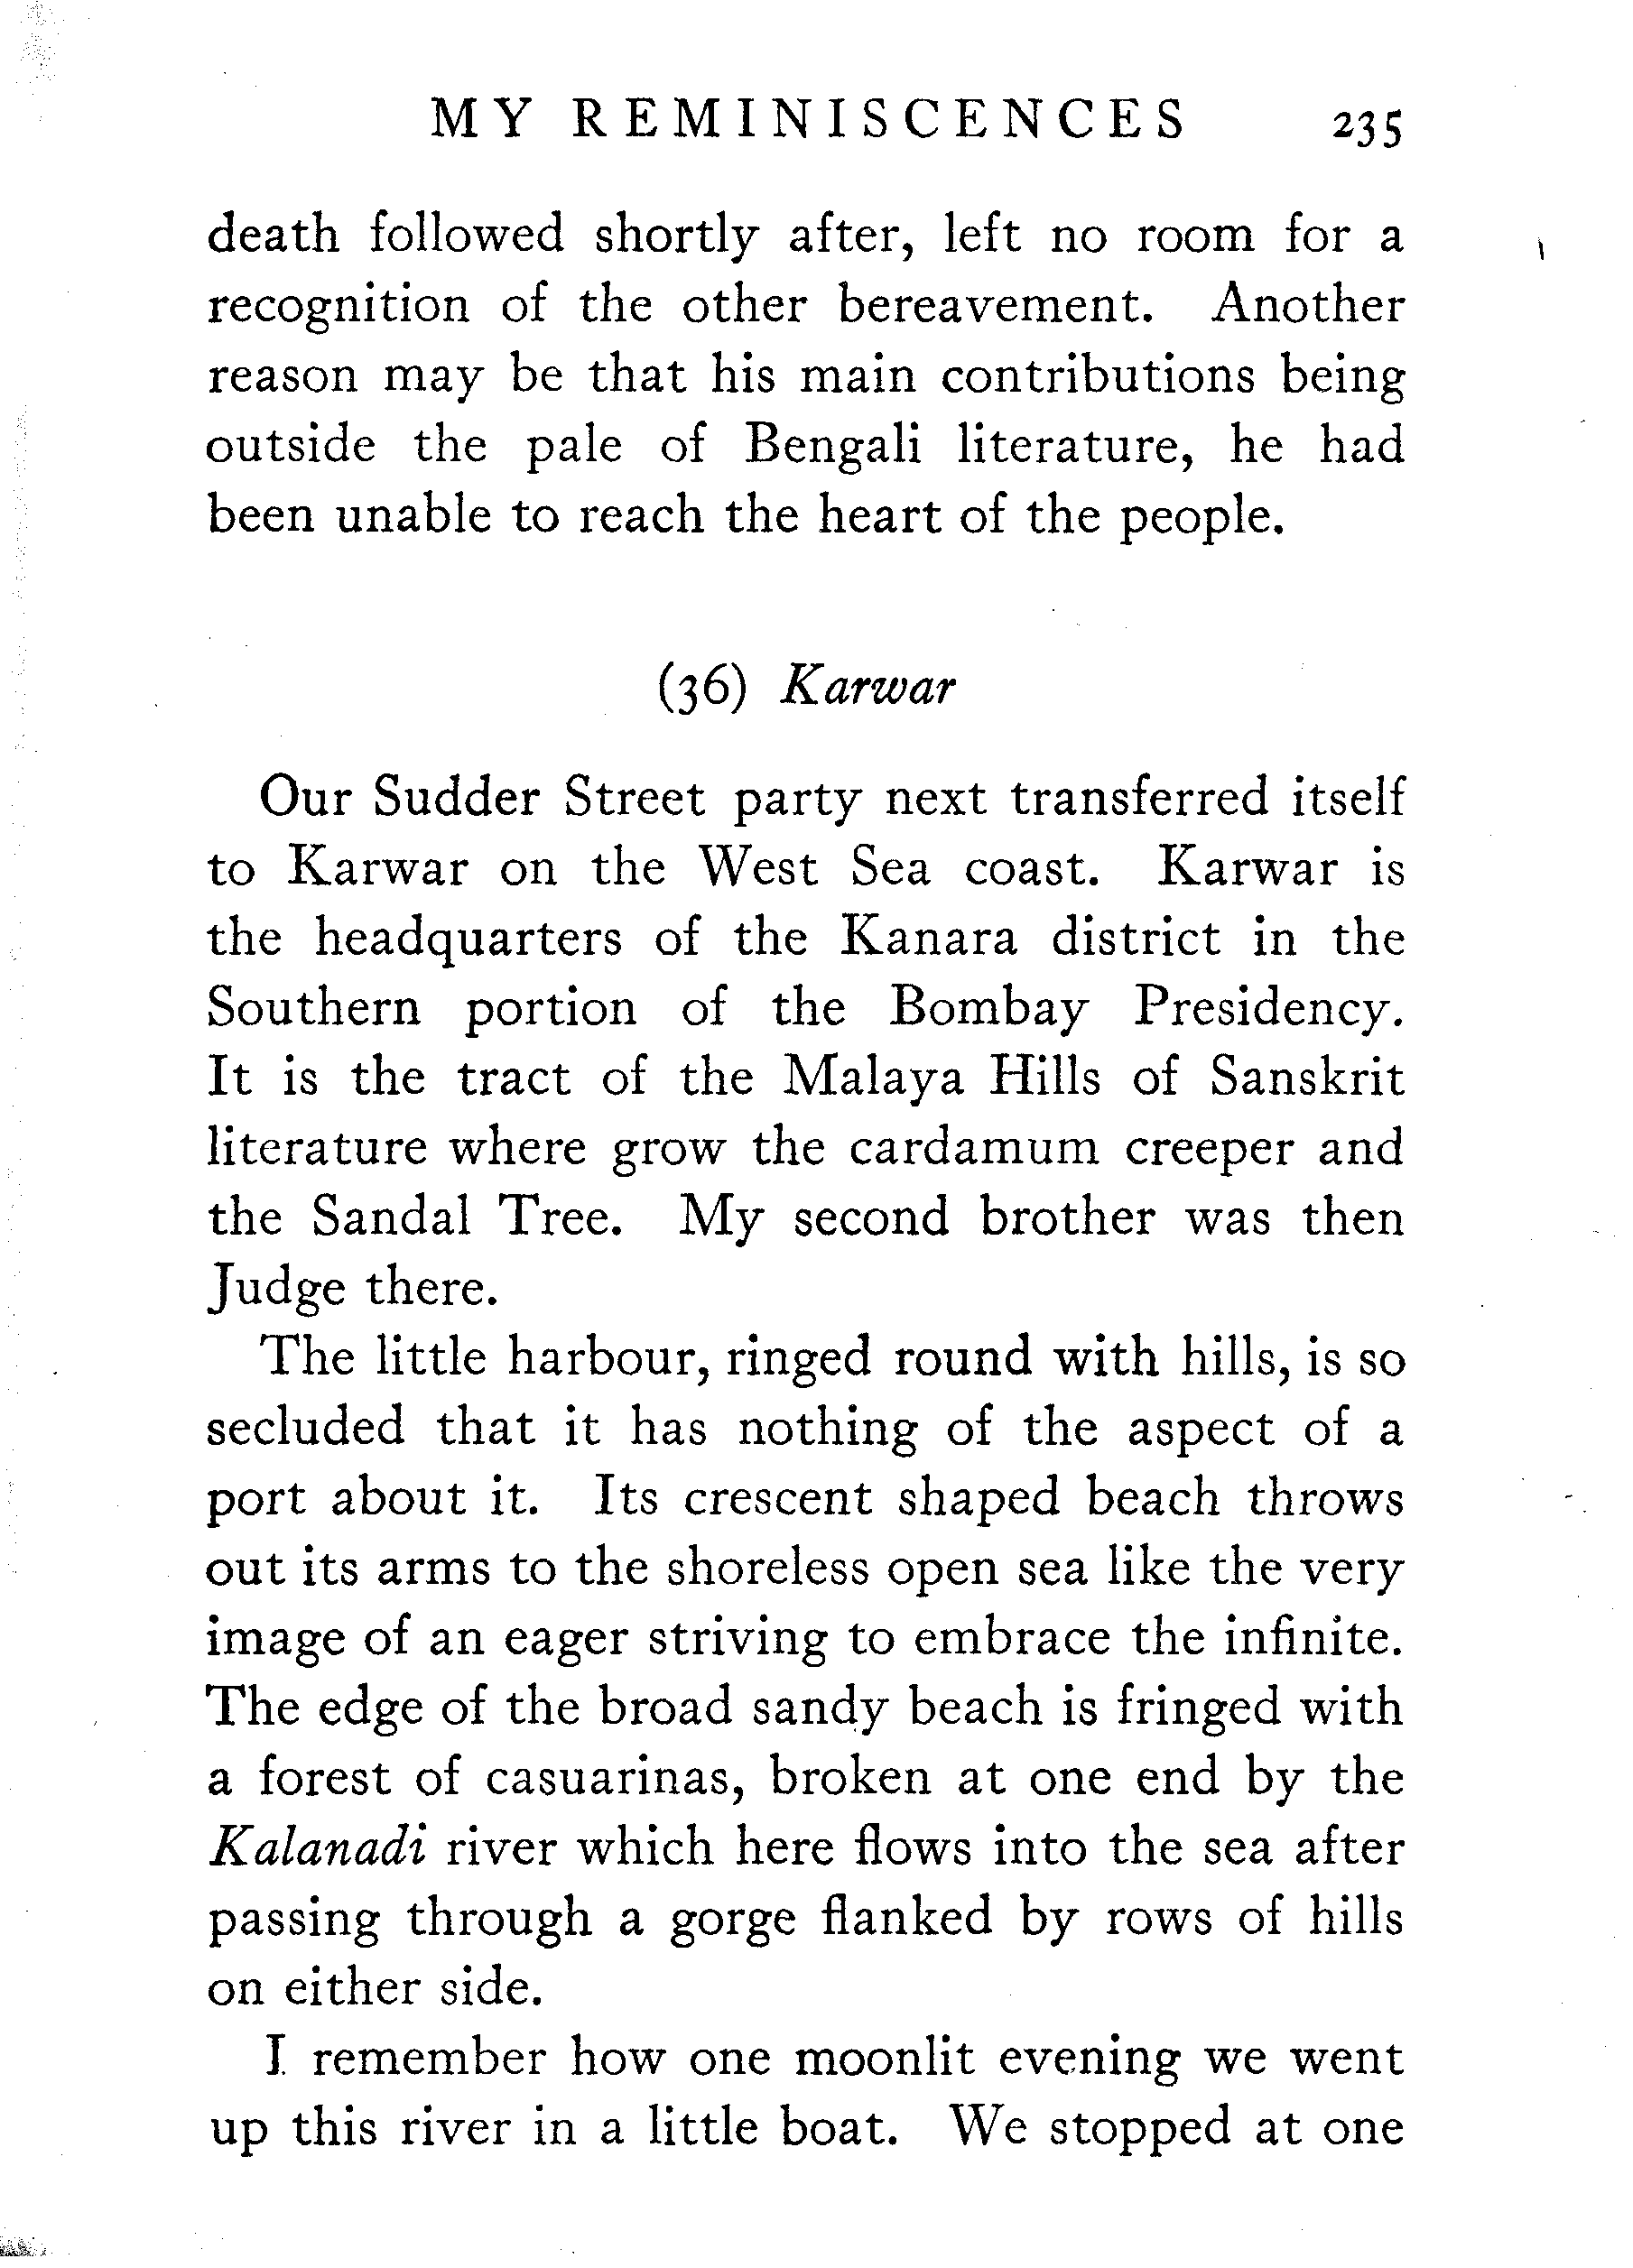 MY REMINISCENCES 235
death followed shortly after, left no room for a
recognition of the other bereavement. Another
reason may be that his main contributions being
outside the pale of Bengali literature, he had
been unable to reach the heart of the people.
(36) Karwar
Our Sudder Street party next transferred itself
to Karwar on the West Sea coast. Karwar is
the headquarters of the Kanara district in the
Southern portion of the Bombay Presidency.
It is the tract of the Malaya Hills of Sanskrit
literature where grow the cardamum creeper and
the Sandal Tree. My second brother was then
Judge there.
The little harbour, ringed round with hills, is so
secluded that it has nothing of the aspect of a
port about it. Its crescent shaped beach throws
out its arms to the shoreless open sea like the very
image of an eager striving to embrace the infinite.
The edge of the broad sandy beach is fringed with
a forest of casuarinas, broken at one end by the
Kalanadi river which here flows into the sea after
passing through a gorge flanked by rows of hills
on either side.
I remember how one moonlit evening we went
up this river in a little boat. We stopped at one